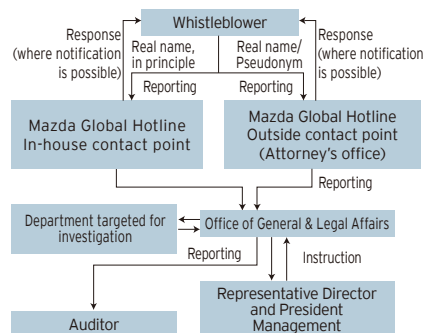 Whistleblower
Response
(where notification
is possible)
Real name,
in principle
Real name/
Pseudonym
Response
(where notification
is possible)
Reporting
Reporting
Mazda Global Hotline
In-house contact point
Mazda Global Hotline
Outside contact point
(Attorney's office)
Reporting
Department targeted for
investigation
Office of General & Legal Affairs
Reporting
Instruction
Auditor
Representative Director
and President
Management